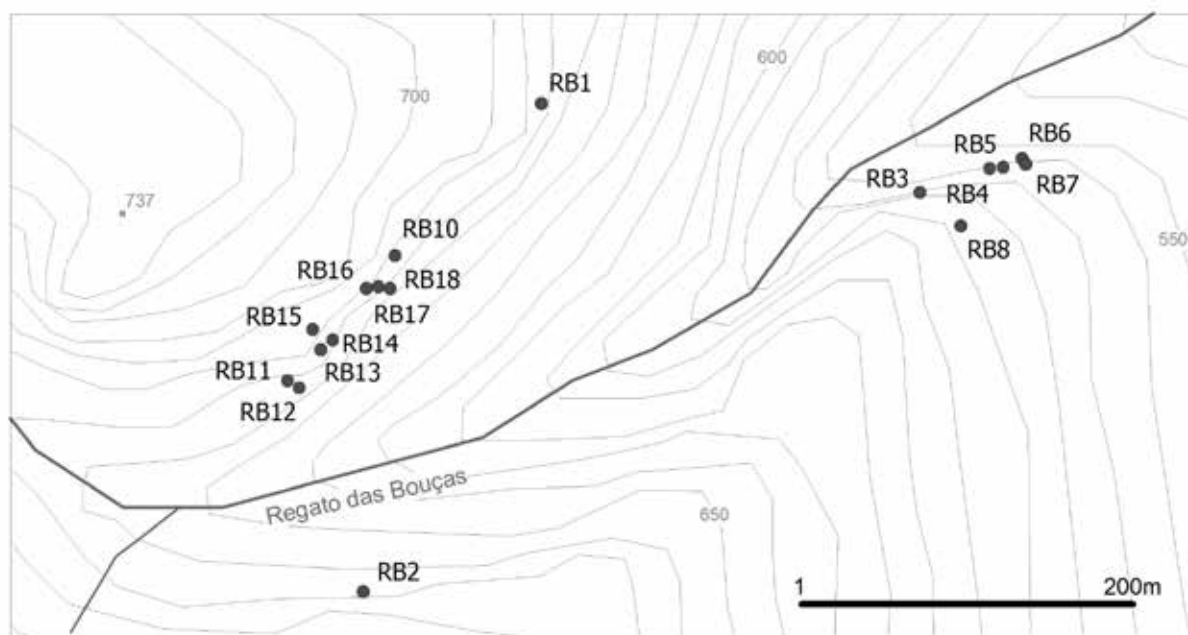 600
RB1
700
RB6
RB5
RB3
RB4
RB7
737
RB10
550
RB8
RB16
RB18
RB17
RB15
RB14
RB13
RB11
RB12
Regato das Bouças
650
RB2
1
200m